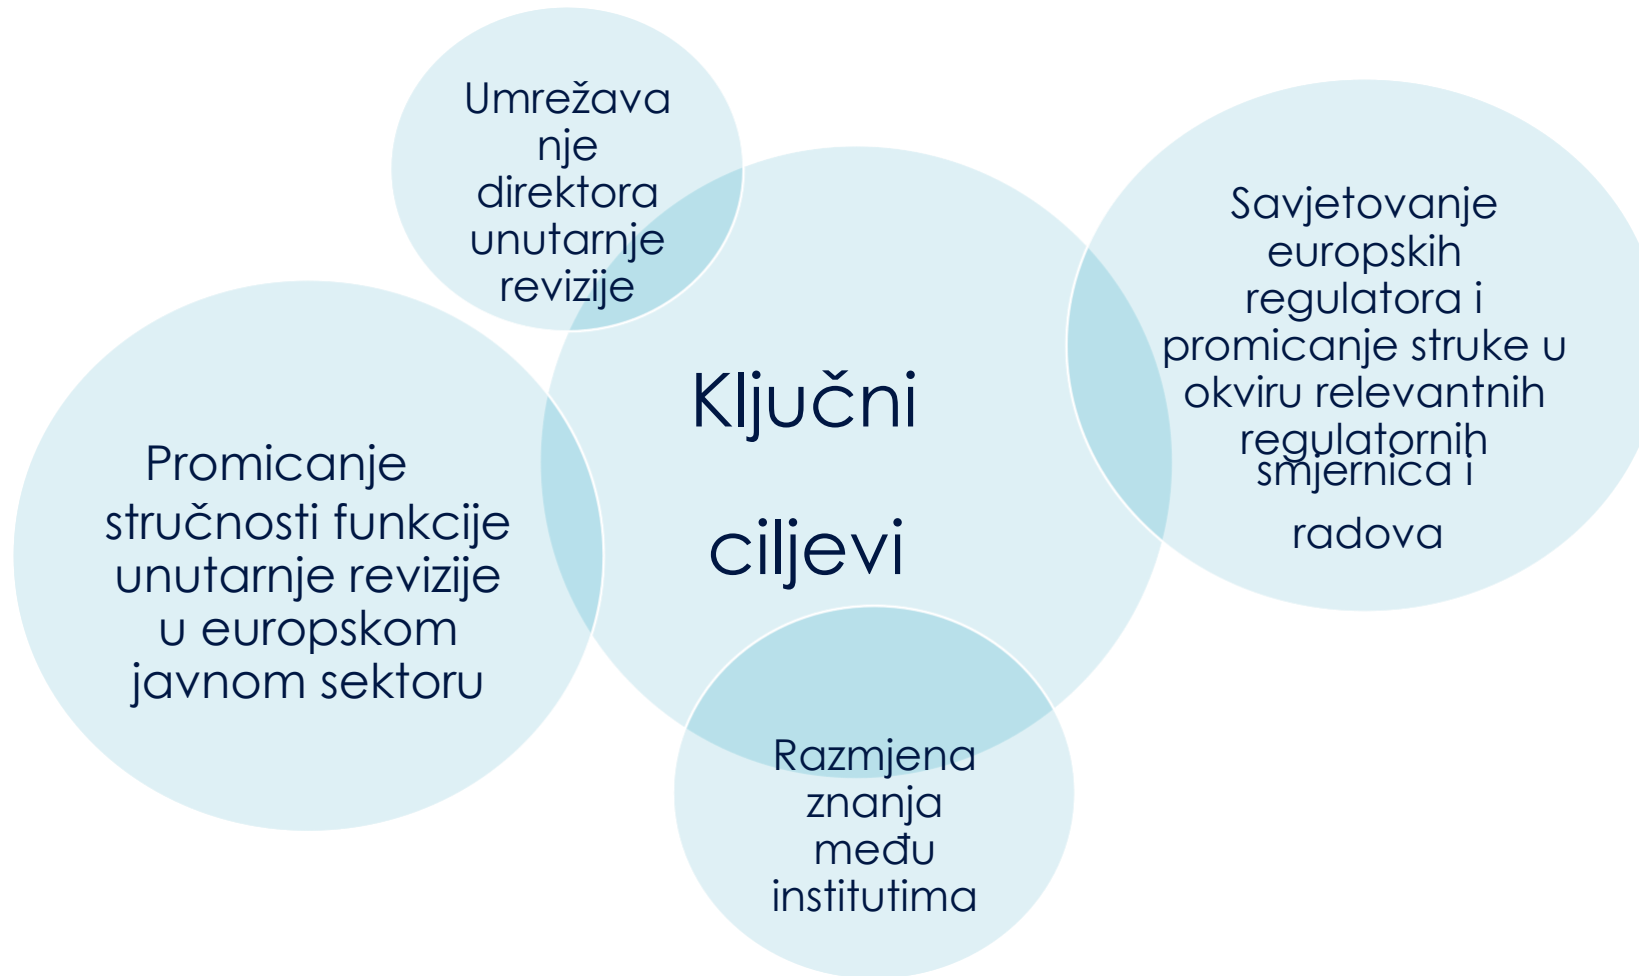 Umrežava
nje
direktora
unutarnje
revizije
Savjetovanje
europskih
regulatora i
promicanje struke u
okviru relevantnih
regulatornih
smjernica i
radova
Ključni
ciljevi
Promicanje
stručnosti funkcije
unutarnje revizije
u europskom
javnom sektoru
Razmjena
znanja
među
institutima